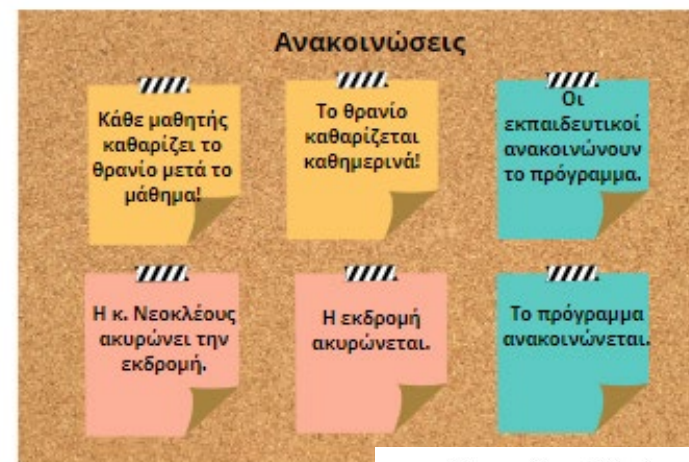 Ανακοινώσεις
Κάθε μαθητής
καθαρίζει το
θρανίο μετά το
μάθημα!
Το θρανίο
καθαρίζεται
καθημερινά!
Οι
εκπαιδευτικοί
ανακοινώνουν
το πρόγραμμα.
Η κ. Νεοκλέους
ακυρώνει την
εκδρομή.
Η εκδρομή
ακυρώνεται.
Το πρόγραμμα
ανακοινώνεται.